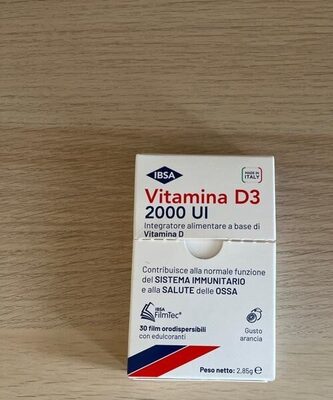 IBSA
MADE IN
ITALY
Vitamina D3
2000 UI
Integratore alimentare a base di
Vitamina D
Contribuisce alla normale funzione
del SISTEMA IMMUNITARIO
e alla SALUTE delle OSSA
IBSA
FilmTec®
30 film orodispersibili
con edulcoranti
Gusto
arancia
Peso netto: 2,85g e